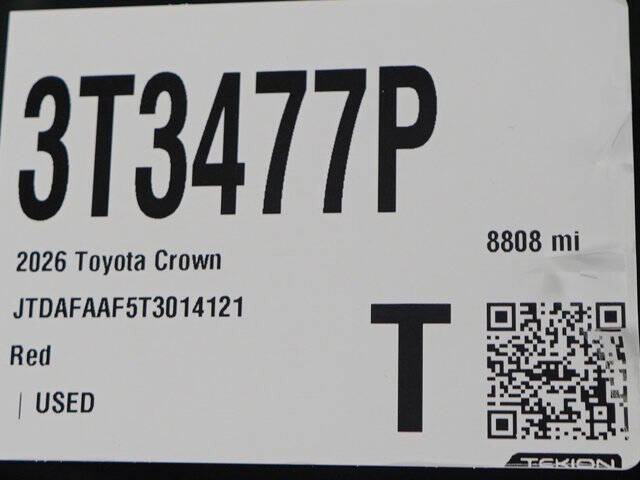 3T3477P
8808 mi
2026 Toyota Crown
JTDAFAAF5T3014121
Red
| USED
T
TEKION